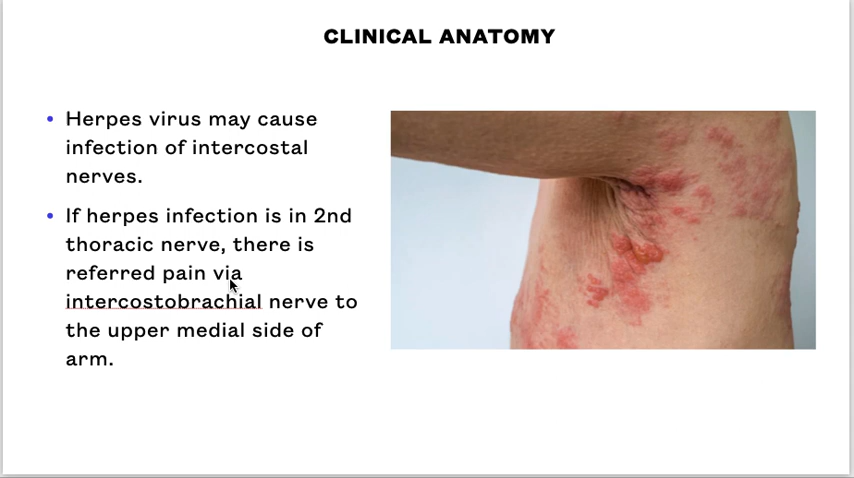 CLINICAL ANATOMY
• Herpes virus may cause
infection of intercostal
nerves.
• If herpes infection is in 2nd
thoracic nerve, there is
referred pain via
intercostobrachial nerve to
the upper medial side of
arm.